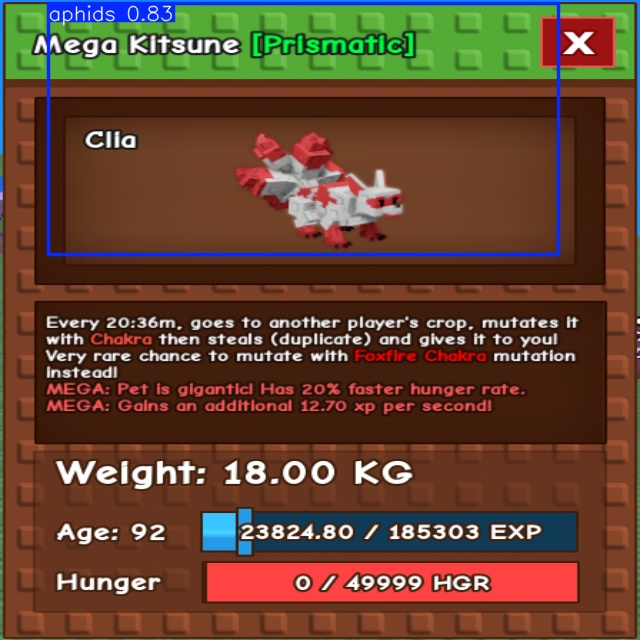 aphids 0.83
Mega Kitsune [Prismatic]
X
Clia
Every 20:36m, goes to another player's crop, mutates it
with Chakra then steals (duplicate) and gives it to you!
Very rare chance to mutate with Foxfire Chakra mutation
instead!
MEGA: Pet is gigantic! Has 20% faster hunger rate.
MEGA: Gains an additional 12.70 xp per second!
Weight: 18.00 KG
Age: 92
23824.80 / 185303 EXP
Hunger
0 / 49999 HGR